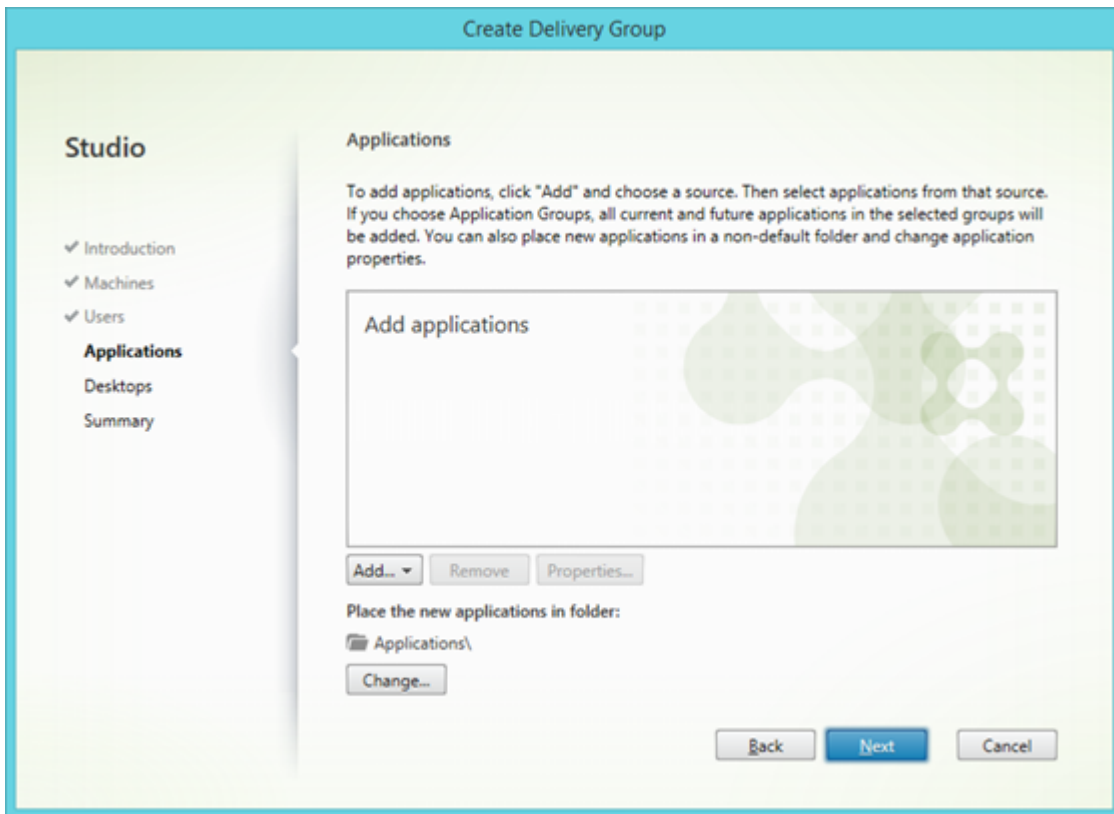 Create Delivery Group
Studio
Introduction
Machines
Users
Applications
Desktops
Summary
Applications
To add applications, click "Add" and choose a source. Then select applications from that source.
If you choose Application Groups, all current and future applications in the selected groups will
be added. You can also place new applications in a non-default folder and change application
properties.
Add applications
Add... Remove Properties...
Place the new applications in folder:
Applications\
Change...
Back Next Cancel